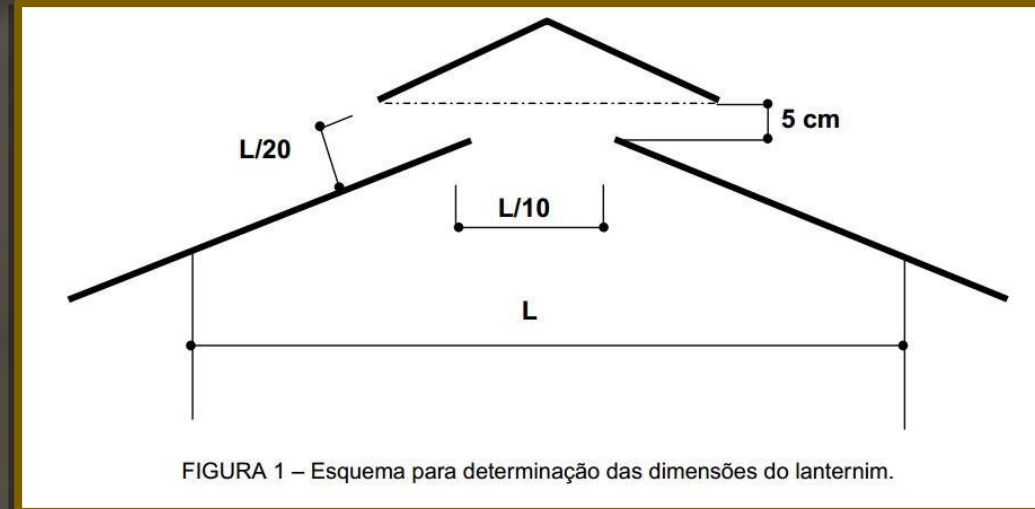 5 cm
L/20
L/10
L
FIGURA 1 – Esquema para determinação das dimensões do lanternim.